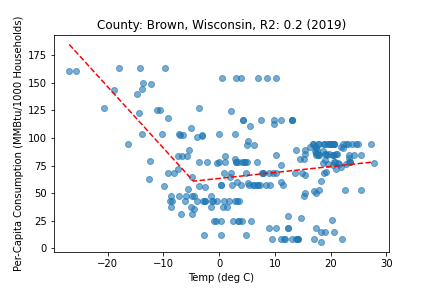 County: Brown, Wisconsin, R2: 0.2 (2019)
Per-Capita Consumption (MMBtu/1000 Households)
175
150
125
100
75
50
25
0
−20 −10 0 10 20 30
Temp (deg C)